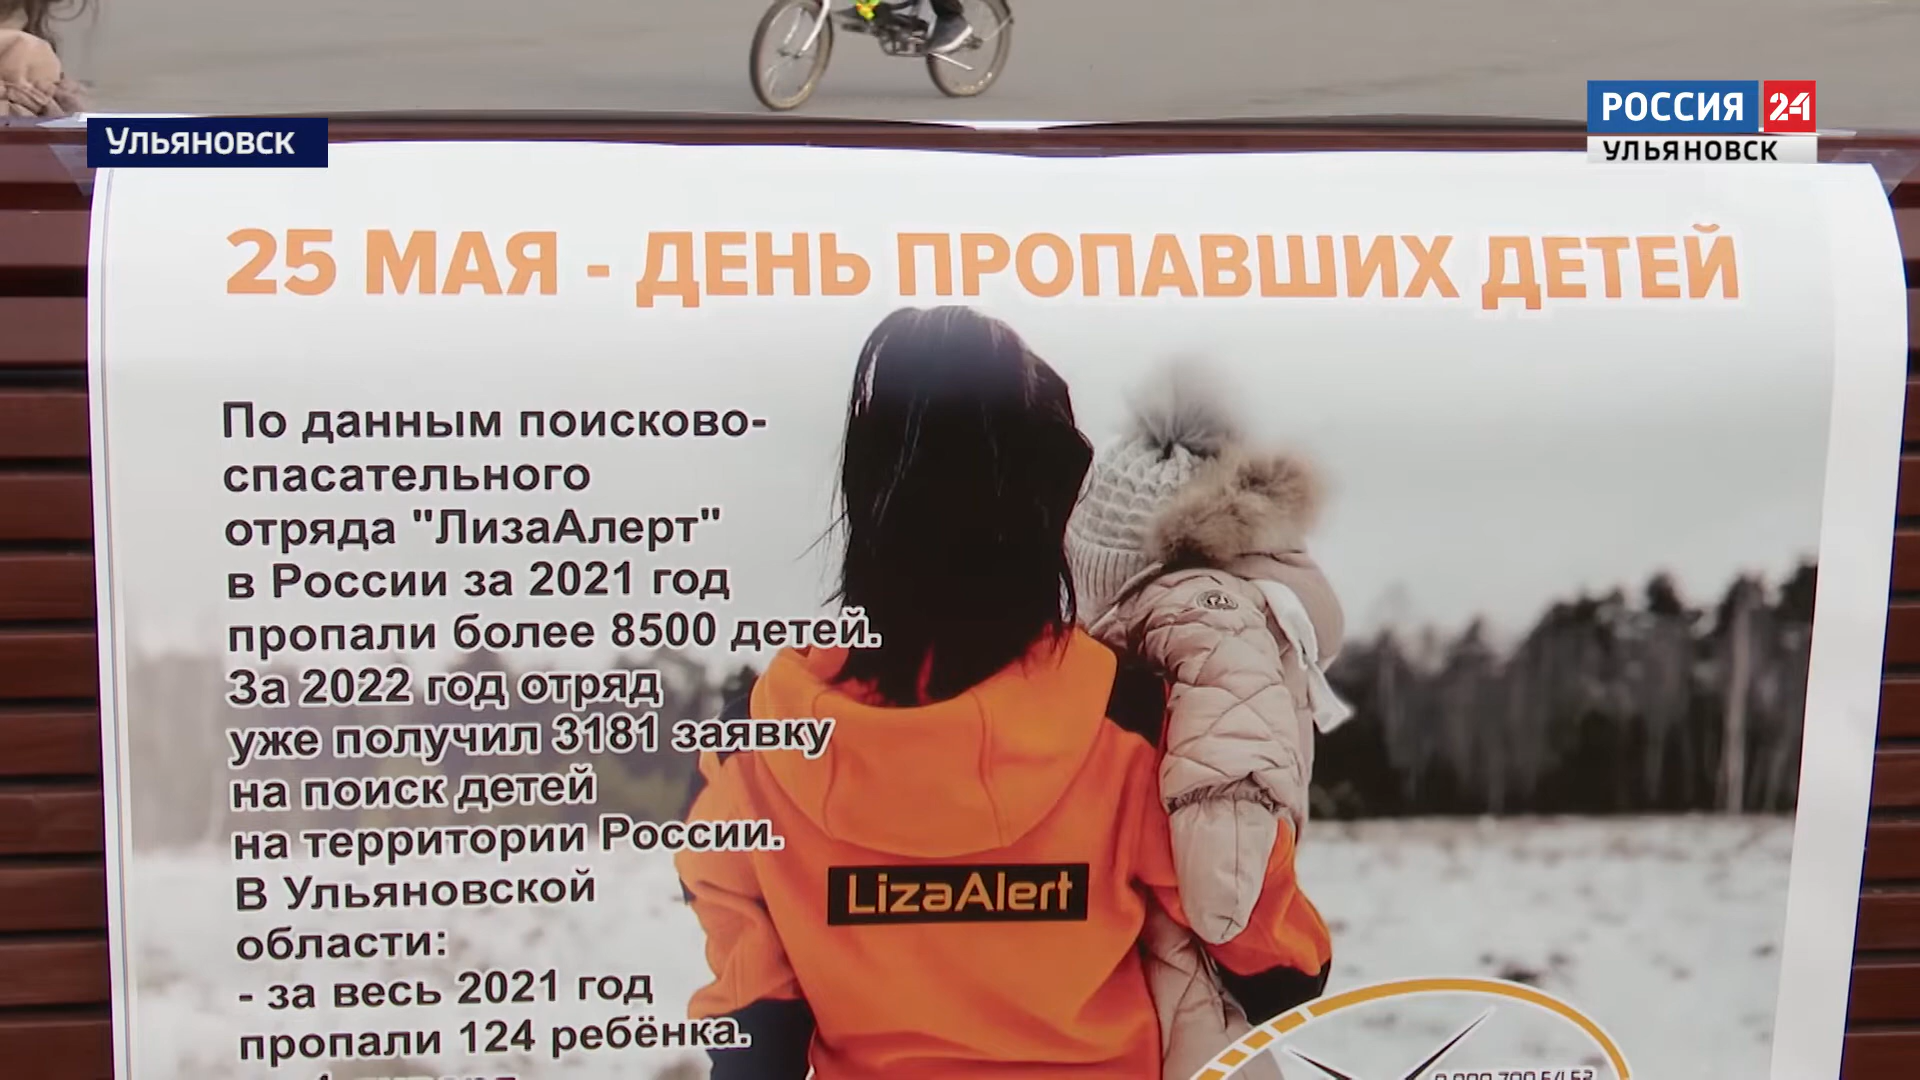 Ульяновск
РОССИЯ 24
УЛЬЯНОВСК
25 МАЯ - ДЕНЬ ПРОПАВШИХ ДЕТЕЙ
По данным поисково-
спасательного
отряда "ЛизаАлерт"
в России за 2021 год
пропали более 8500 детей.
За 2022 год отряд
уже получил 3181 заявку
на поиск детей
на территории России.
В Ульяновской
области:
- за весь 2021 год
пропали 124 ребёнка.
LizaAlert